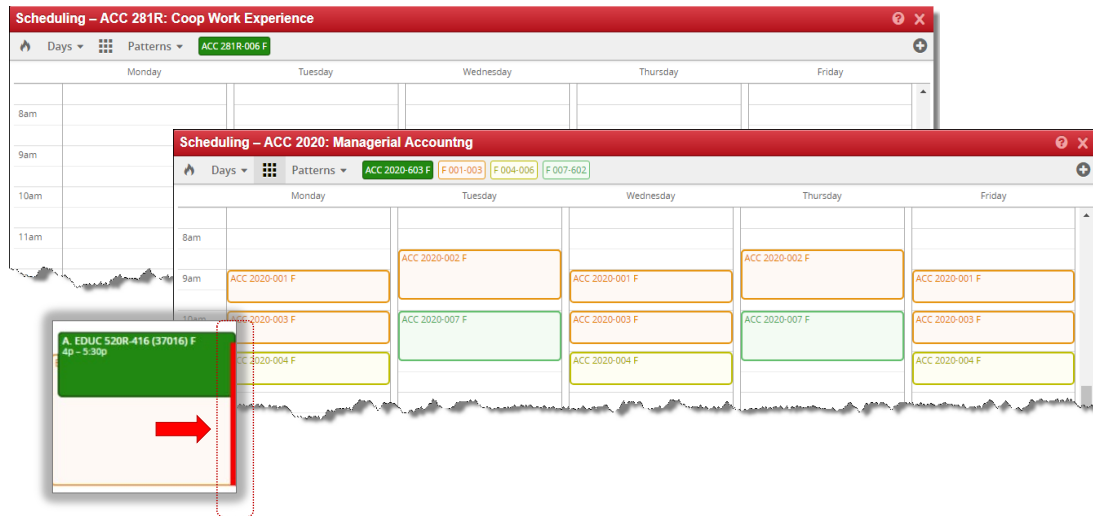 Scheduling – ACC 281R: Coop Work Experience
Days
Patterns
ACC 281R-006 F
Monday Tuesday Wednesday Thursday Friday
8am
9am
10am
11am
Scheduling – ACC 2020: Managerial Accountng
Days
Patterns
ACC 2020-603 F
F 001-003
F 004-006
F 007-602
Monday Tuesday Wednesday Thursday Friday
8am
ACC 2020-002 F ACC 2020-002 F
9am ACC 2020-001 F ACC 2020-001 F ACC 2020-001 F
10am ACC 2020-003 F ACC 2020-007 F ACC 2020-003 F ACC 2020-007 F ACC 2020-003 F
ACC 2020-004 F ACC 2020-004 F ACC 2020-004 F
A. EDUC 520R-416 (37016) F
4p – 5:30p